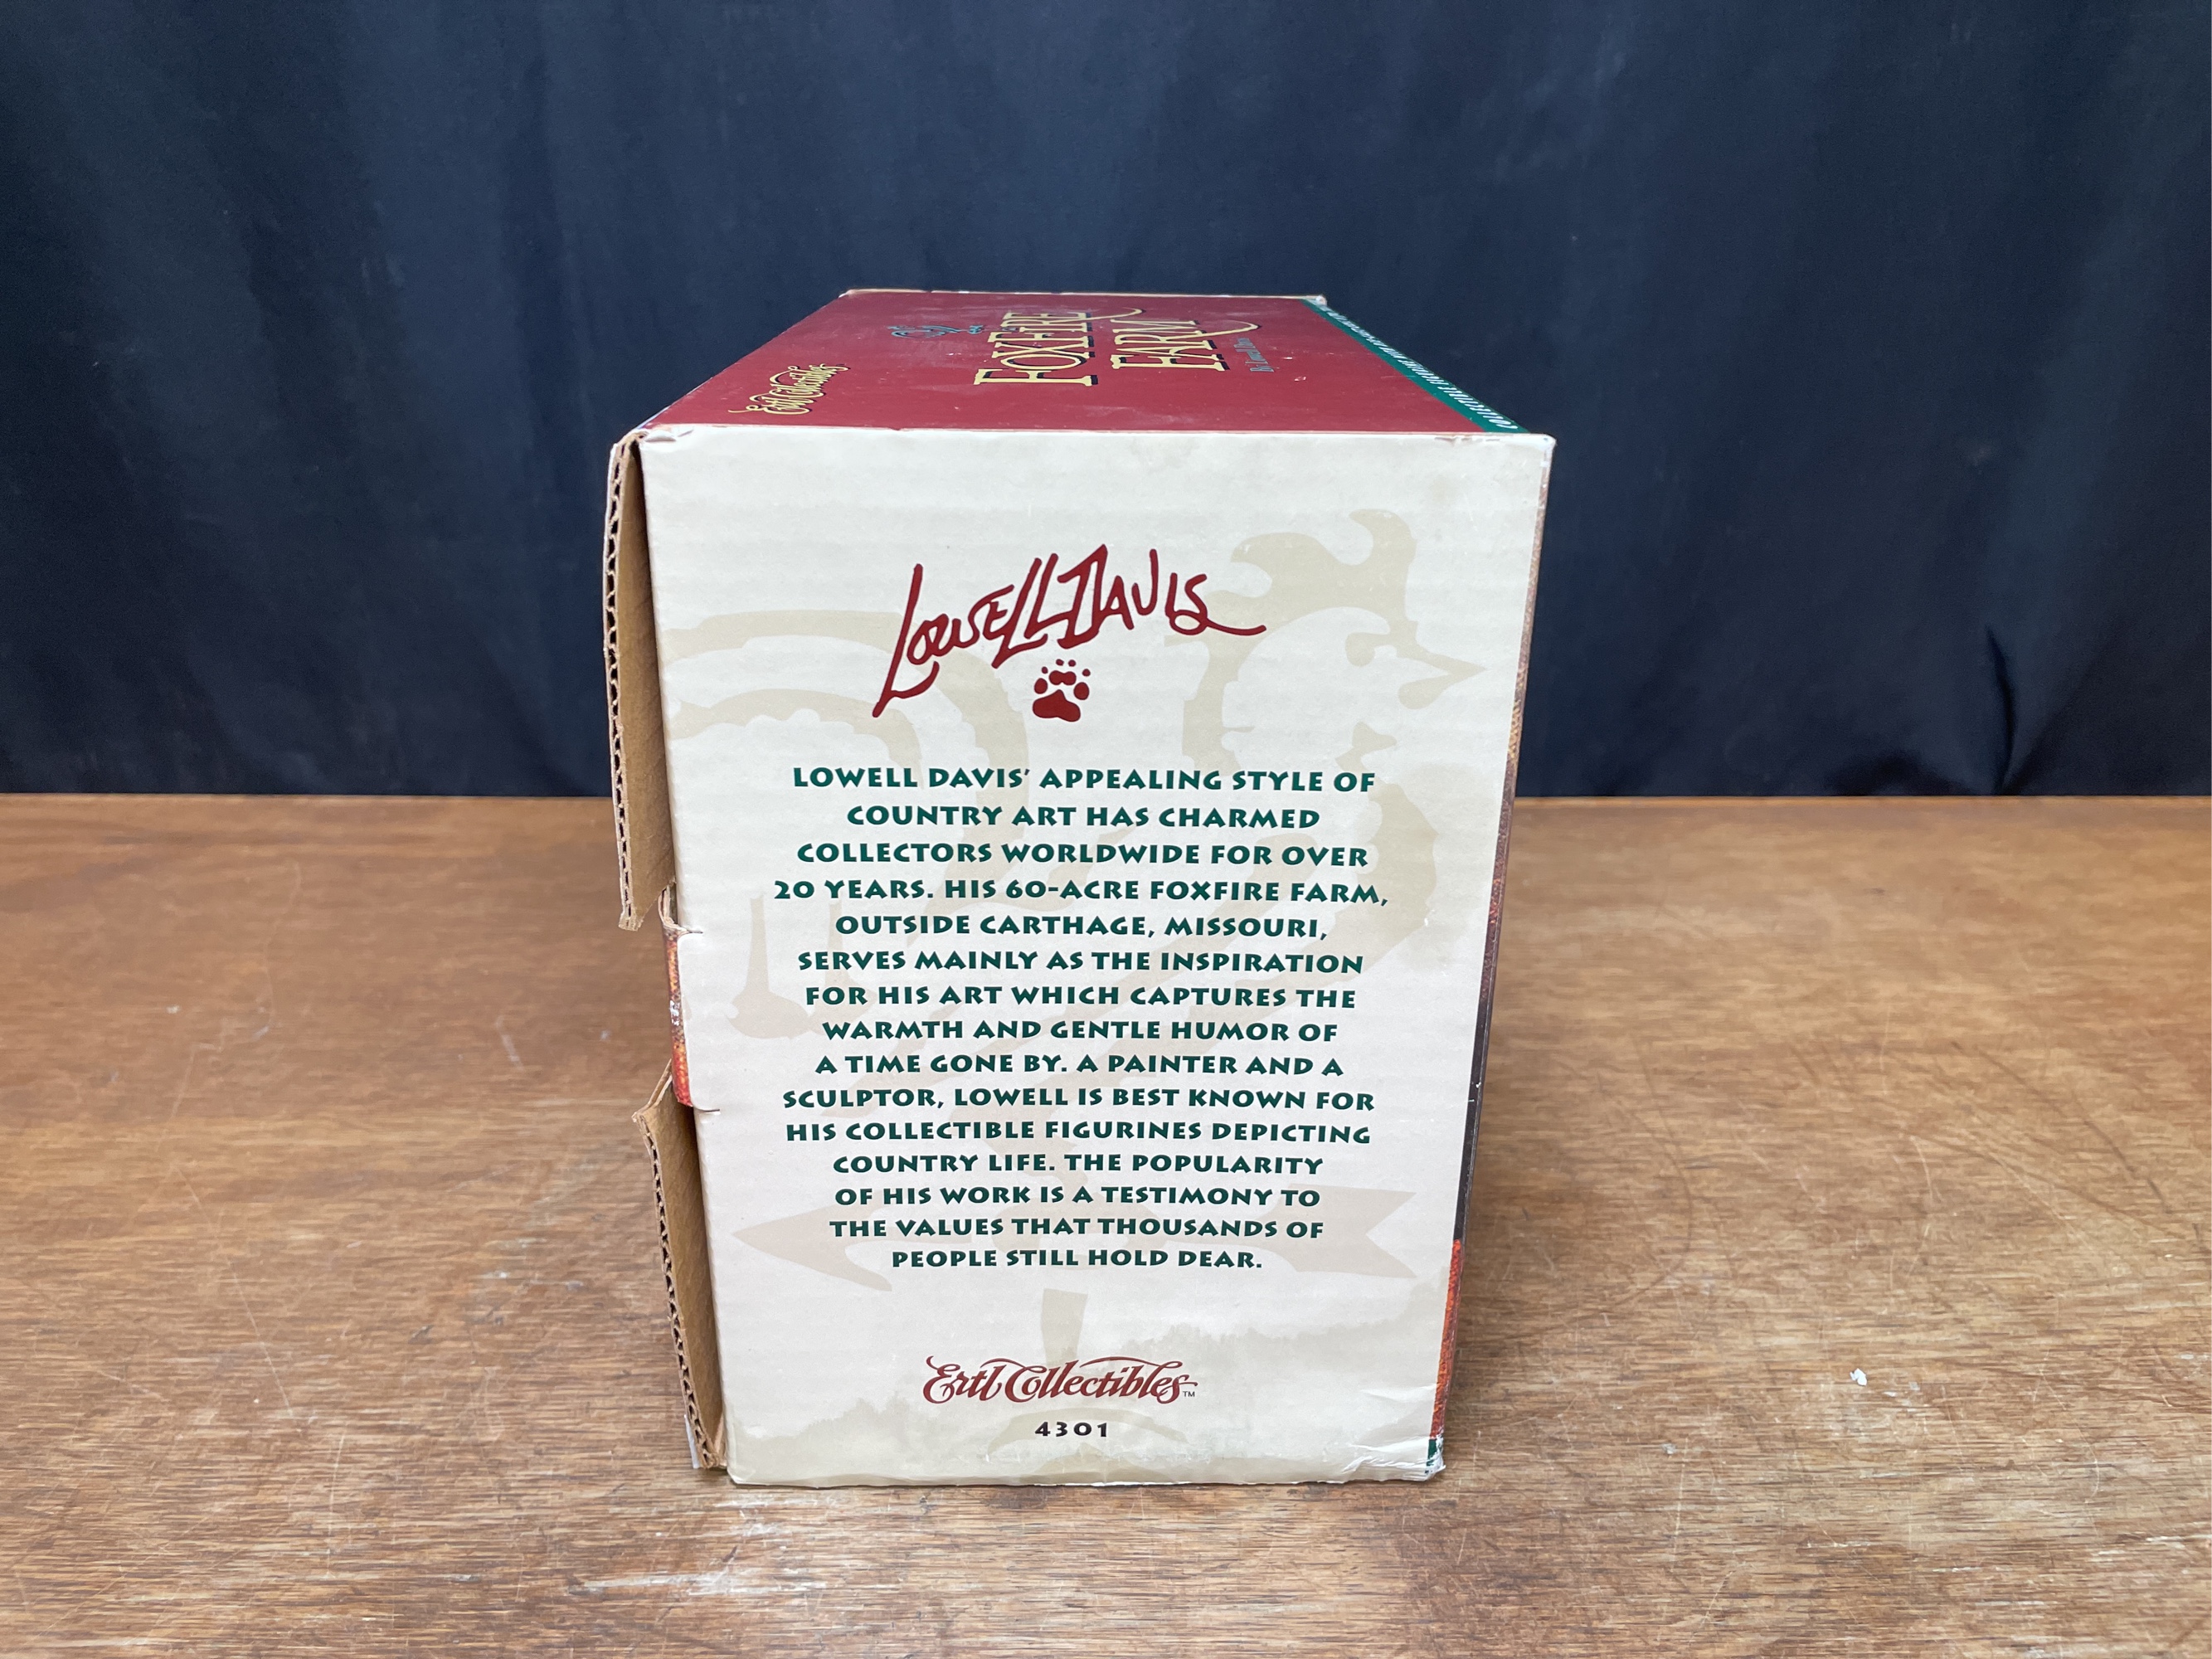 Ertl Collectibles
FOXFIRE
FARM
LOWELL DAVIS
LOWELL DAVIS' APPEALING STYLE OF
COUNTRY ART HAS CHARMED
COLLECTORS WORLDWIDE FOR OVER
20 YEARS. HIS 60-ACRE FOXFIRE FARM,
OUTSIDE CARTHAGE, MISSOURI,
SERVES MAINLY AS THE INSPIRATION
FOR HIS ART WHICH CAPTURES THE
WARMTH AND GENTLE HUMOR OF
A TIME GONE BY. A PAINTER AND A
SCULPTOR, LOWELL IS BEST KNOWN FOR
HIS COLLECTIBLE FIGURINES DEPICTING
COUNTRY LIFE. THE POPULARITY
OF HIS WORK IS A TESTIMONY TO
THE VALUES THAT THOUSANDS OF
PEOPLE STILL HOLD DEAR.
Ertl Collectibles™
4301